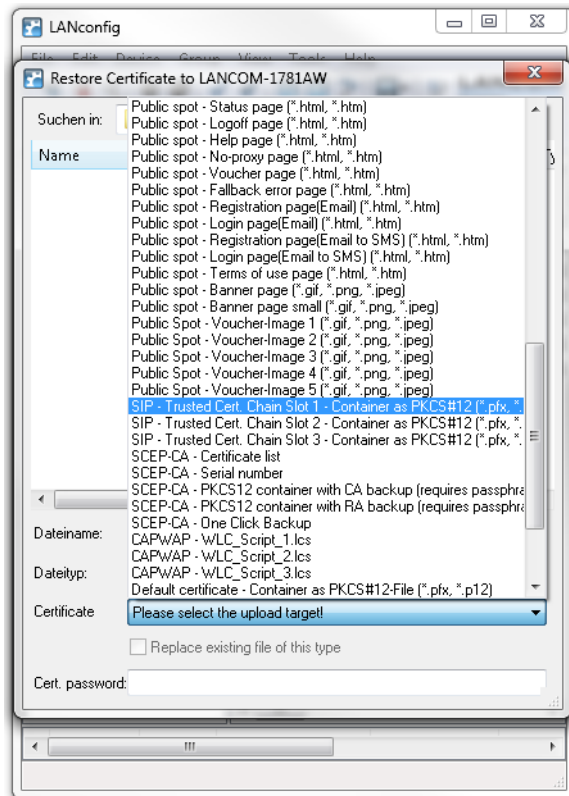 LANconfig
File Edit Device Group View Tools Help
Restore Certificate to LANCOM-1781AW
Suchen in:
Name
Public spot - Status page (*.html, *.htm)
Public spot - Logoff page (*.html, *.htm)
Public spot - Help page (*.html, *.htm)
Public spot - No-proxy page (*.html, *.htm)
Public spot - Voucher page (*.html, *.htm)
Public spot - Fallback error page (*.html, *.htm)
Public spot - Registration page(Email) (*.html, *.htm)
Public spot - Login page(Email) (*.html, *.htm)
Public spot - Registration page(Email to SMS) (*.html, *.htm)
Public spot - Login page(Email to SMS) (*.html, *.htm)
Public spot - Terms of use page (*.html, *.htm)
Public spot - Banner page (*.gif, *.png, *.jpeg)
Public spot - Banner page small (*.gif, *.png, *.jpeg)
Public Spot - Voucher-Image 1 (*.gif, *.png, *.jpeg)
Public Spot - Voucher-Image 2 (*.gif, *.png, *.jpeg)
Public Spot - Voucher-Image 3 (*.gif, *.png, *.jpeg)
Public Spot - Voucher-Image 4 (*.gif, *.png, *.jpeg)
Public Spot - Voucher-Image 5 (*.gif, *.png, *.jpeg)
SIP - Trusted Cert. Chain Slot 1 - Container as PKCS#12 (*.pfx, *.
SIP - Trusted Cert. Chain Slot 2 - Container as PKCS#12 (*.pfx, *.
SIP - Trusted Cert. Chain Slot 3 - Container as PKCS#12 (*.pfx, *.
SCEP-CA - Certificate list
SCEP-CA - Serial number
SCEP-CA - PKCS12 container with CA backup (requires passphra
SCEP-CA - PKCS12 container with RA backup (requires passphra
SCEP-CA - One Click Backup
CAPWAP - WLC_Script_1.lcs
CAPWAP - WLC_Script_2.lcs
CAPWAP - WLC_Script_3.lcs
Default certificate - Container as PKCS#12-File (*.pfx, *.p12)
Dateiname:
Dateityp:
Certificate
Please select the upload target!
Replace existing file of this type
Cert. password: